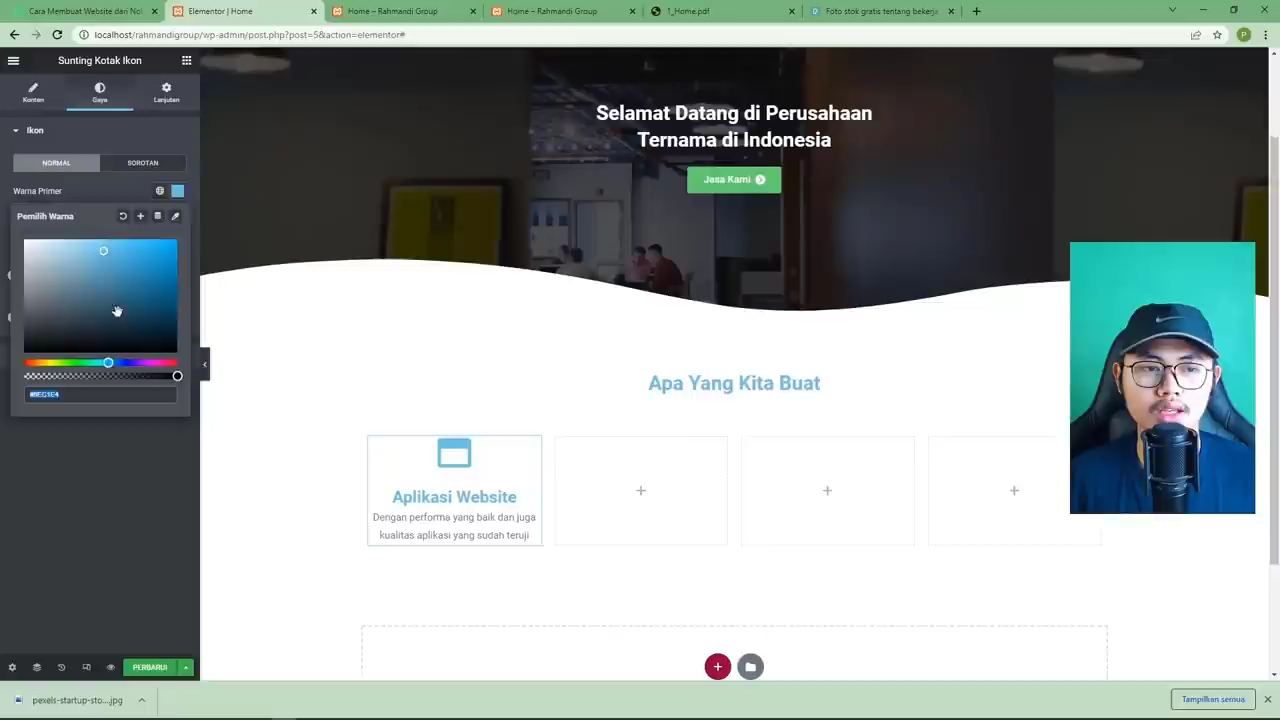 Cara Membuat Website dari Nol
Elementor | Home
Home – Rahmandi Group
Home – Rahmandi Group
1_Home.pdf
Foto stok gratis tentang bekerja
localhost/rahmandigroup/wp-admin/post.php?post=5&action=elementor#
P
Sunting Kotak Ikon
Konten
Gaya
Lanjutan
Ikon
NORMAL
SOROTAN
Warna Primer
Pemilih Warna
Selamat Datang di Perusahaan
Ternama di Indonesia
Jasa Kami
Apa Yang Kita Buat
Aplikasi Website
Dengan performa yang baik dan juga
kualitas aplikasi yang sudah teruji
PERBARUI
pexels-startup-sto....jpg
Tampilkan semua